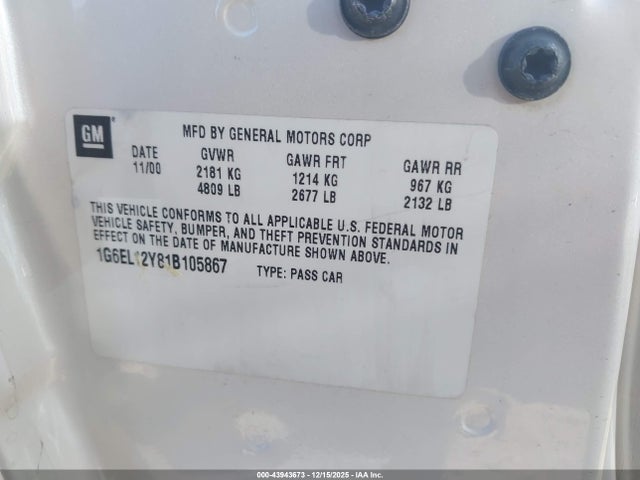 GM
MFD BY GENERAL MOTORS CORP
DATE GVWR GAWR FRT GAWR RR
11/00 2181 KG 1214 KG 967 KG
4809 LB 2677 LB 2132 LB
THIS VEHICLE CONFORMS TO ALL APPLICABLE U.S. FEDERAL MOTOR
VEHICLE SAFETY, BUMPER, AND THEFT PREVENTION STANDARDS IN
EFFECT ON THE DATE OF MANUFACTURE SHOWN ABOVE.
TYPE: PASS CAR
000-43943673 12/15/2025 IAAI, Inc.